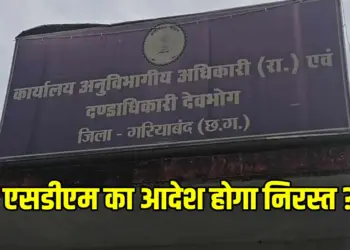 कार्यालय अनुविभागीय अधिकारी (रा.) एवं
दण्डाधिकारी देवभोग
जिला - गरियाबंद (छ.ग.)
एसडीएम का आदेश होगा निरस्त ?